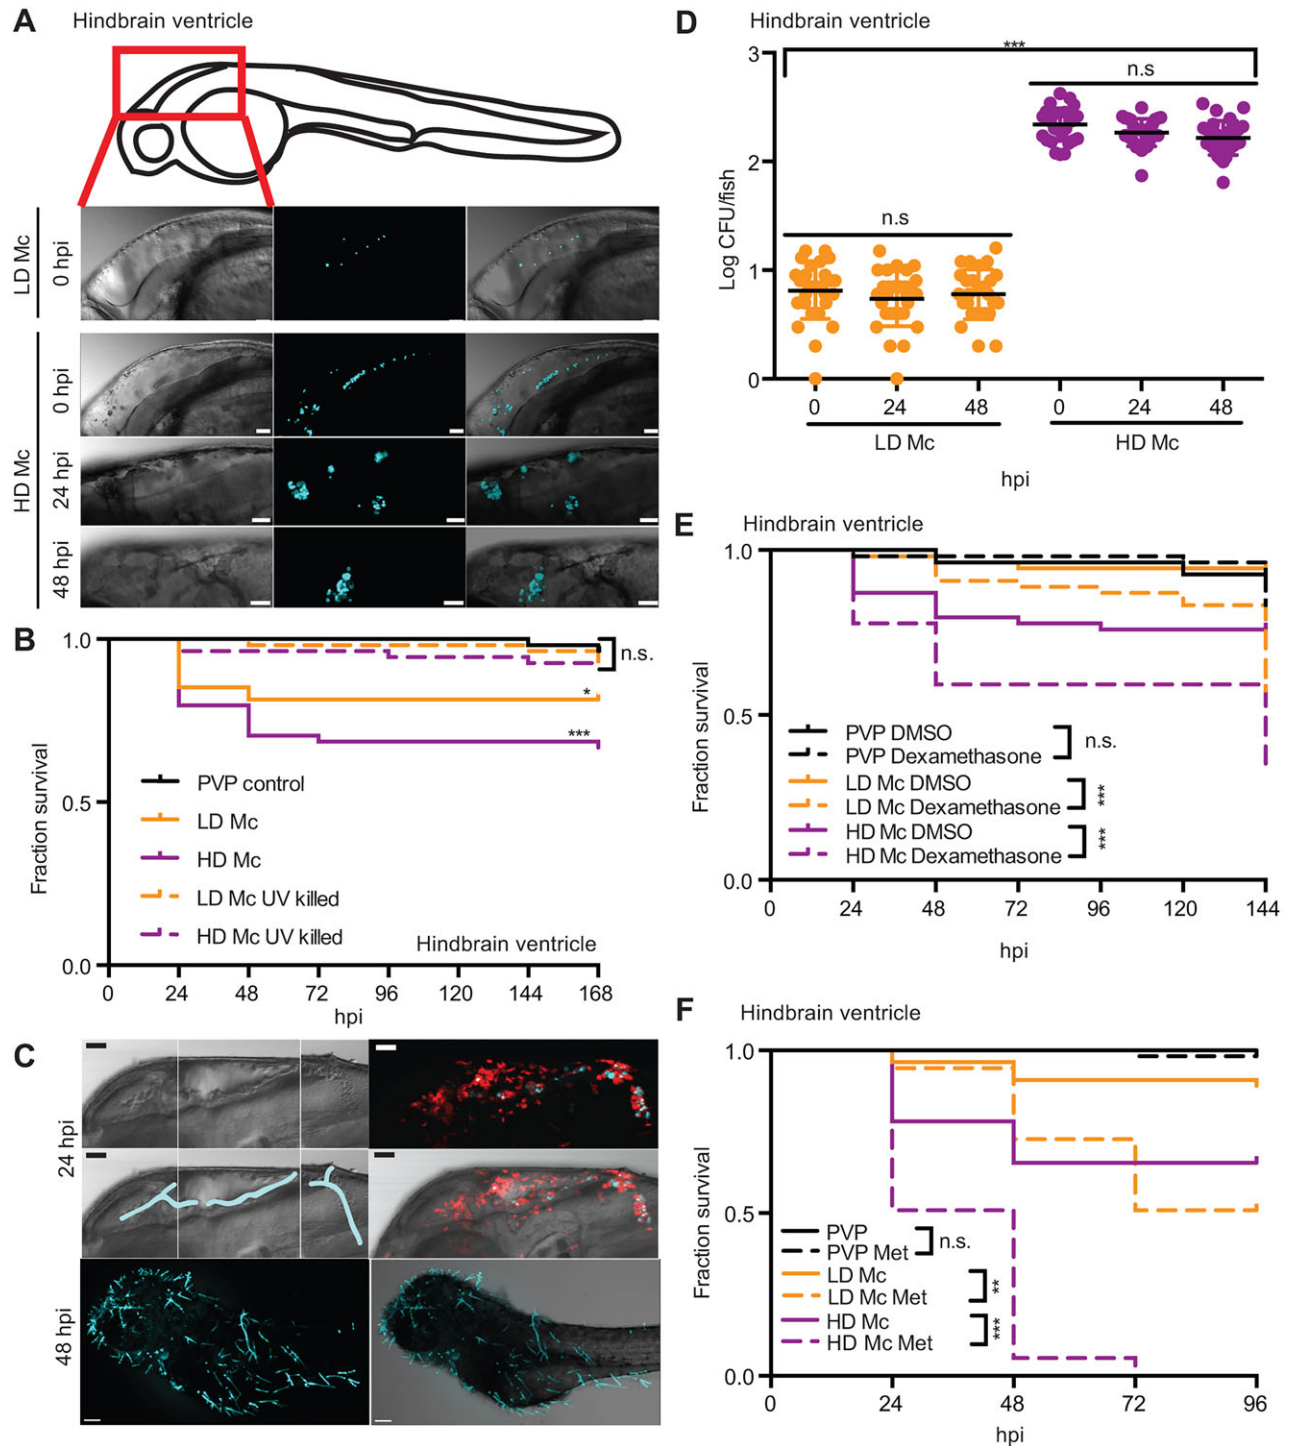 A
Hindbrain ventricle
LD Mc
0 hpi
HD Mc
0 hpi
24 hpi
48 hpi
B
1.0
0.5
0.0
Fraction survival
n.s.
*
***
PVP control
LD Mc
HD Mc
LD Mc UV killed
HD Mc UV killed
Hindbrain ventricle
0 24 48 72 96 120 144 168
hpi
C
24 hpi
48 hpi
D
Hindbrain ventricle
***
n.s
n.s
3
2
1
0
Log CFU/fish
0 24 48 0 24 48
LD Mc HD Mc
hpi
E
Hindbrain ventricle
1.0
0.5
0.0
Fraction survival
PVP DMSO
PVP Dexamethasone
n.s.
LD Mc DMSO
LD Mc Dexamethasone
***
HD Mc DMSO
HD Mc Dexamethasone
***
0 24 48 72 96 120 144
hpi
F
Hindbrain ventricle
1.0
0.5
0.0
Fraction survival
PVP
PVP Met
n.s.
LD Mc
LD Mc Met
**
HD Mc
HD Mc Met
***
0 24 48 72 96
hpi